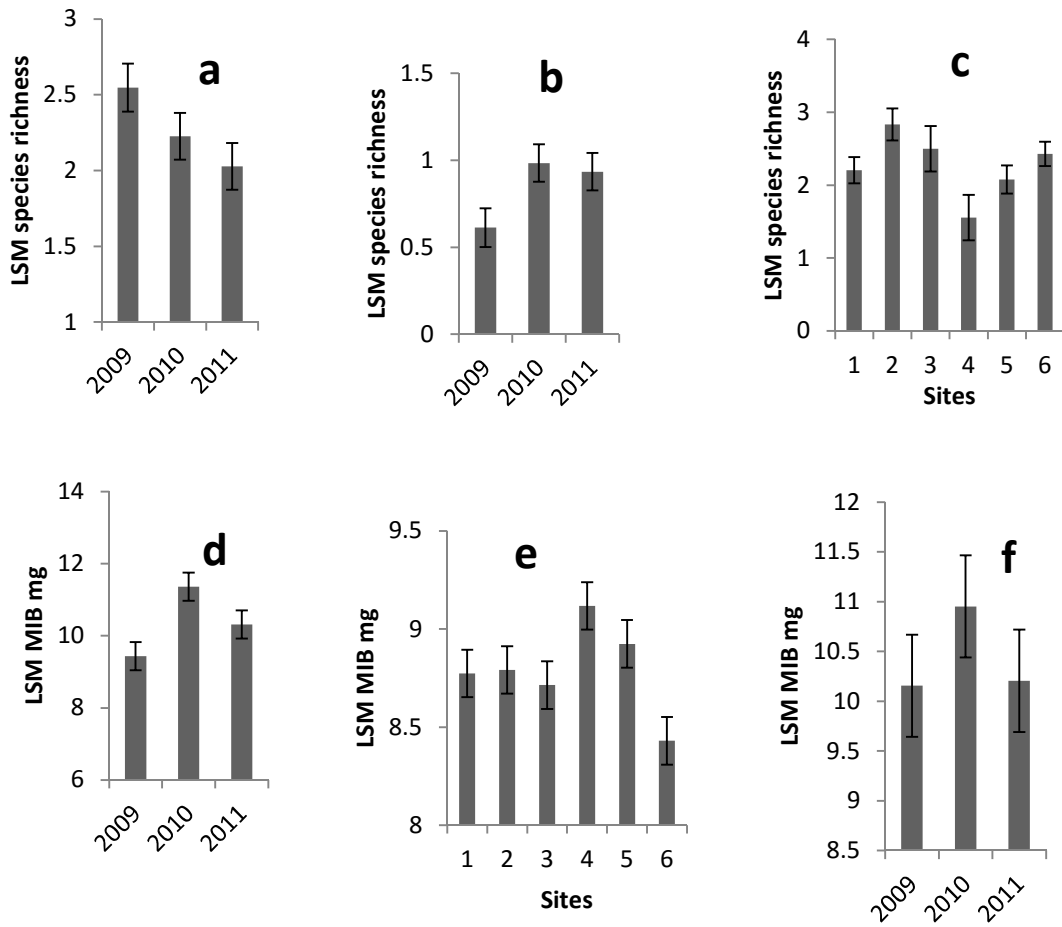 a
LSM species richness
3
2.5
2
1.5
1
2009 2010 2011
b
LSM species richness
1.5
1
0.5
0
2009 2010 2011
c
LSM species richness
4
3
2
1
0
1 2 3 4 5 6
Sites
d
LSM MIB mg
14
12
10
8
6
2009 2010 2011
e
LSM MIB mg
9.5
9
8.5
8
1 2 3 4 5 6
Sites
f
LSM MIB mg
12
11.5
11
10.5
10
9.5
9
8.5
2009 2010 2011